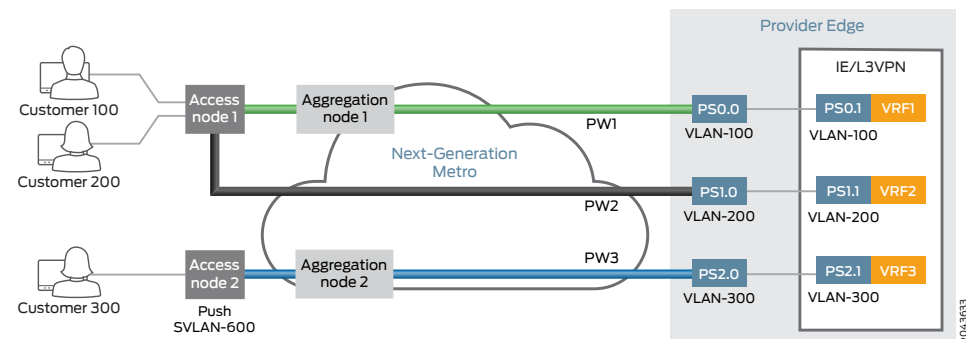 Provider Edge
IE/L3VPN
Customer 100
Access
node 1
Aggregation
node 1
PW1
PS0.0
VLAN-100
PS0.1
VRF1
VLAN-100
Customer 200
Next-Generation
Metro
PW2
PS1.0
VLAN-200
PS1.1
VRF2
VLAN-200
Customer 300
Access
node 2
Push
SVLAN-600
Aggregation
node 2
PW3
PS2.0
VLAN-300
PS2.1
VRF3
VLAN-300